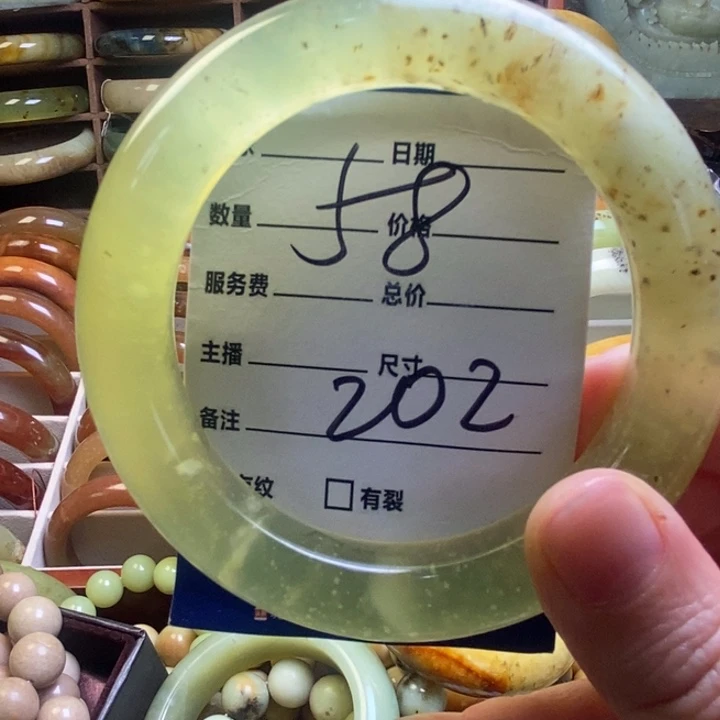 日期
58
数量 价格
服务费 总价
主播 尺寸
202
备注
纹 □有裂